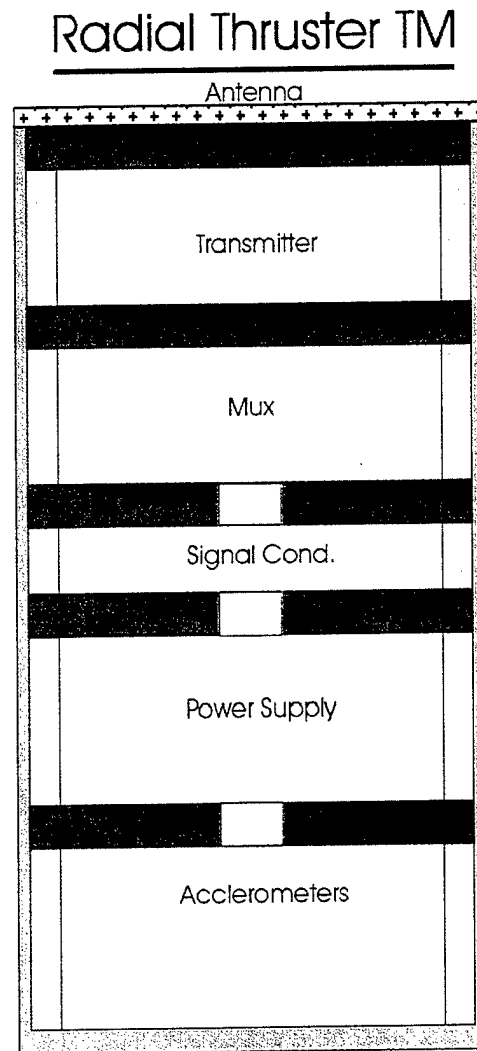 Radial Thruster TM
Antenna
Transmitter
Mux
Signal Cond.
Power Supply
Acclerometers